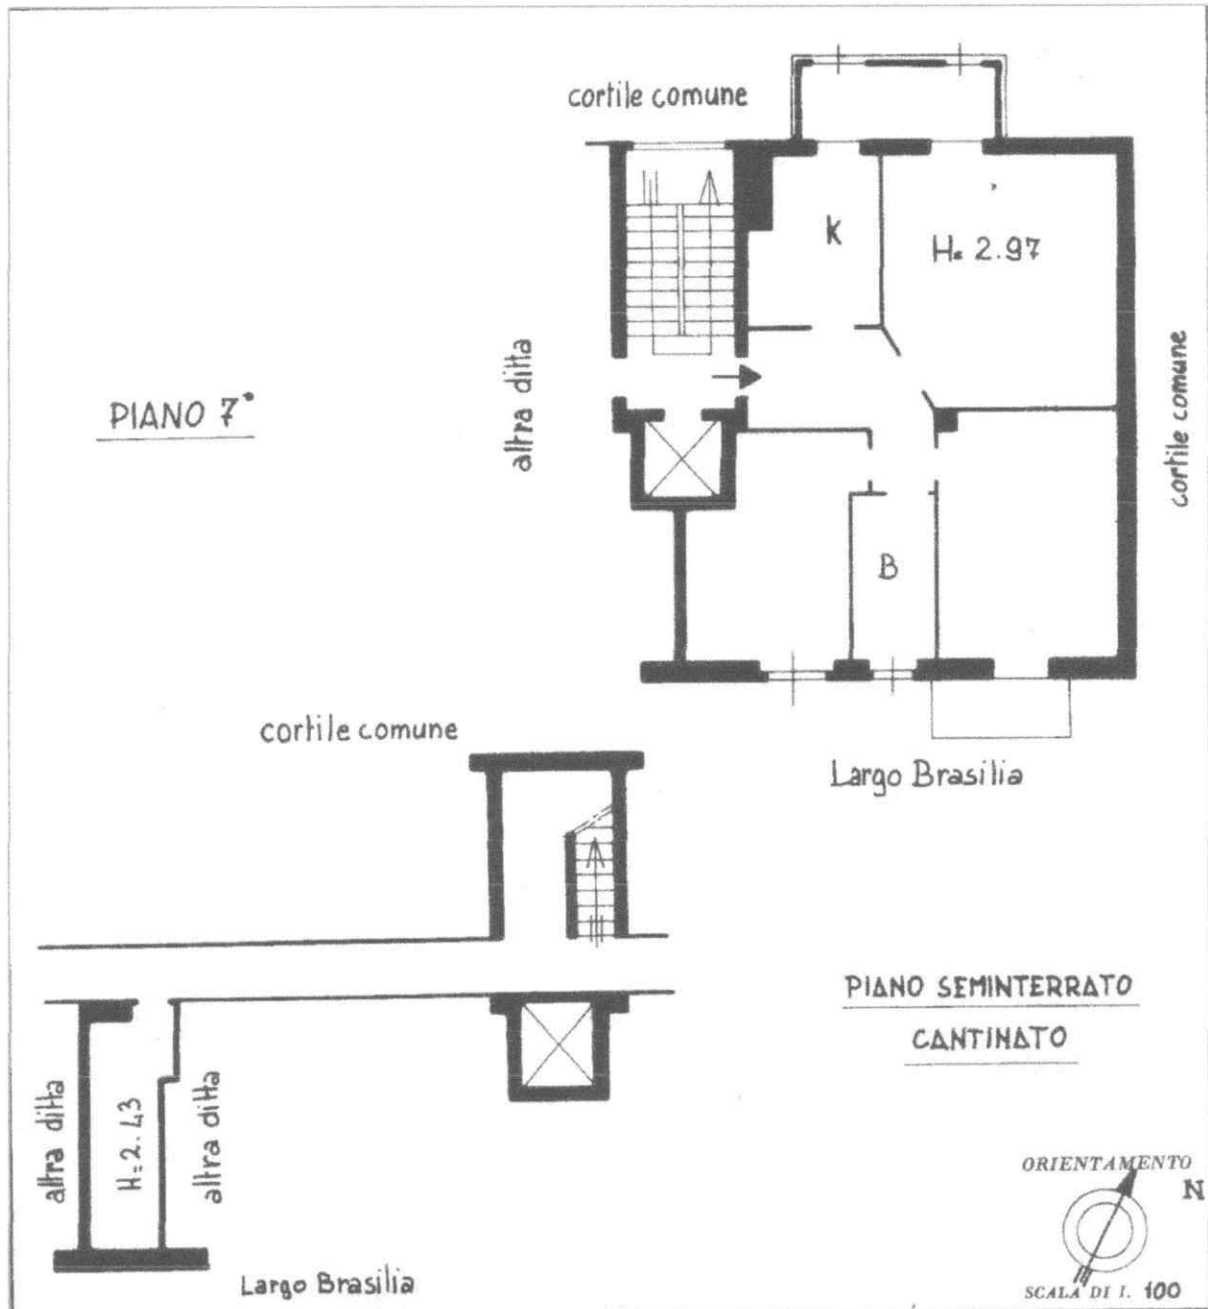 cortile comune
K
H= 2.97
altra ditta
cortile comune
PIANO 7°
B
Largo Brasilia
cortile comune
PIANO SEMINTERRATO
CANTINATO
altra ditta
H=2.43
altra ditta
Largo Brasilia
ORIENTAMENTO
N
SCALA DI I. 100